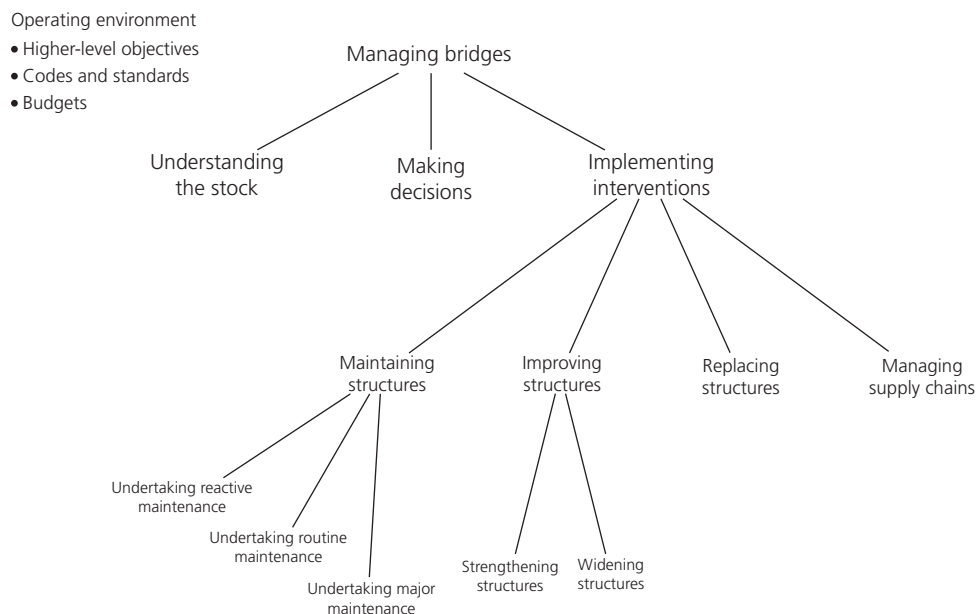 Operating environment
• Higher-level objectives
• Codes and standards
• Budgets
Managing bridges
Understanding
the stock
Making
decisions
Implementing
interventions
Maintaining
structures
Improving
structures
Replacing
structures
Managing
supply chains
Undertaking reactive
maintenance
Undertaking routine
maintenance
Undertaking major
maintenance
Strengthening
structures
Widening
structures